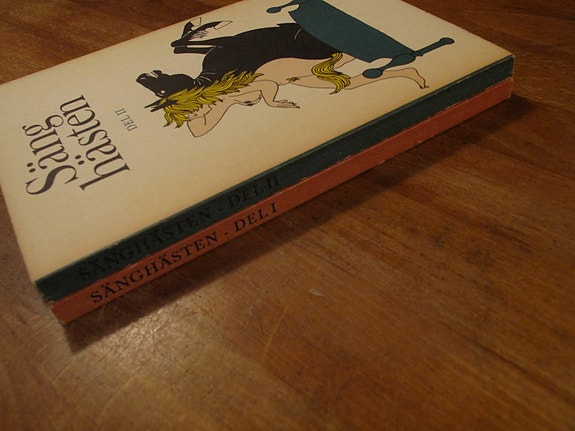 Säng
hästen
DEL II
SÄNGHÄSTEN · DEL II
SÄNGHÄSTEN · DEL I